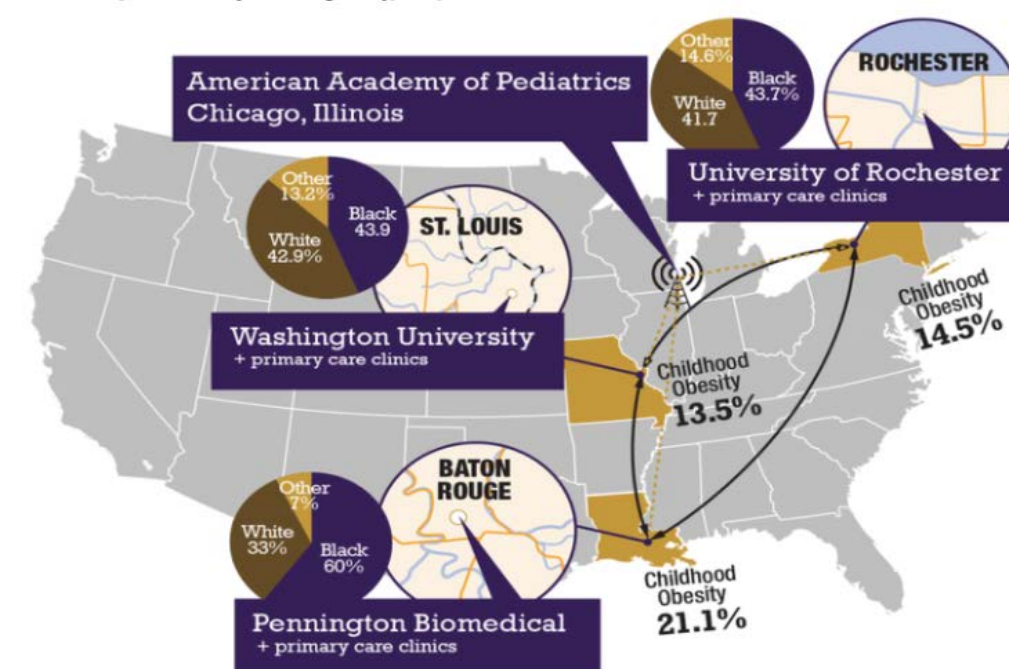 American Academy of Pediatrics
Chicago, Illinois
Other
14.6%
Black
43.7%
White
41.7
ROCHESTER
University of Rochester
+ primary care clinics
Other
13.2%
Black
43.9
White
42.9%
ST. LOUIS
Washington University
+ primary care clinics
Childhood
Obesity
14.5%
Childhood
Obesity
13.5%
Other
7%
White
33%
Black
60%
BATON
ROUGE
Pennington Biomedical
+ primary care clinics
Childhood
Obesity
21.1%